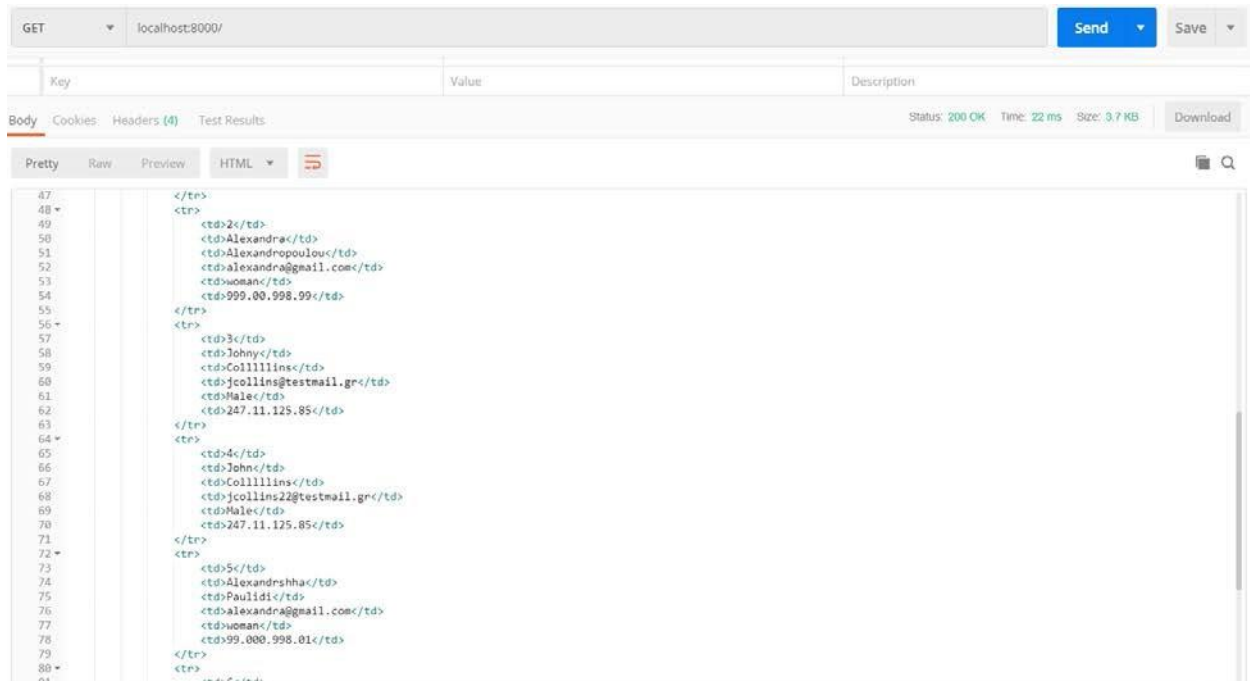 GET localhost:8000/ Send Save
Key Value Description
Body Cookies Headers (4) Test Results Status: 200 OK Time: 22 ms Size: 3.7 KB Download
Pretty Raw Preview HTML
47 </tr>
48 <tr>
49 <td>2</td>
50 <td>Alexandra</td>
51 <td>Alexandropoulou</td>
52 <td>alexandra@gmail.com</td>
53 <td>woman</td>
54 <td>999.00.998.99</td>
55 </tr>
56 <tr>
57 <td>3</td>
58 <td>Johny</td>
59 <td>Colllllins</td>
60 <td>jcollins@testmail.gr</td>
61 <td>Male</td>
62 <td>247.11.125.85</td>
63 </tr>
64 <tr>
65 <td>4</td>
66 <td>John</td>
67 <td>Colllllins</td>
68 <td>jcollins22@testmail.gr</td>
69 <td>Male</td>
70 <td>247.11.125.85</td>
71 </tr>
72 <tr>
73 <td>5</td>
74 <td>Alexandrshha</td>
75 <td>Paulidi</td>
76 <td>alexandra@gmail.com</td>
77 <td>woman</td>
78 <td>99.000.998.01</td>
79 </tr>
80 <tr>